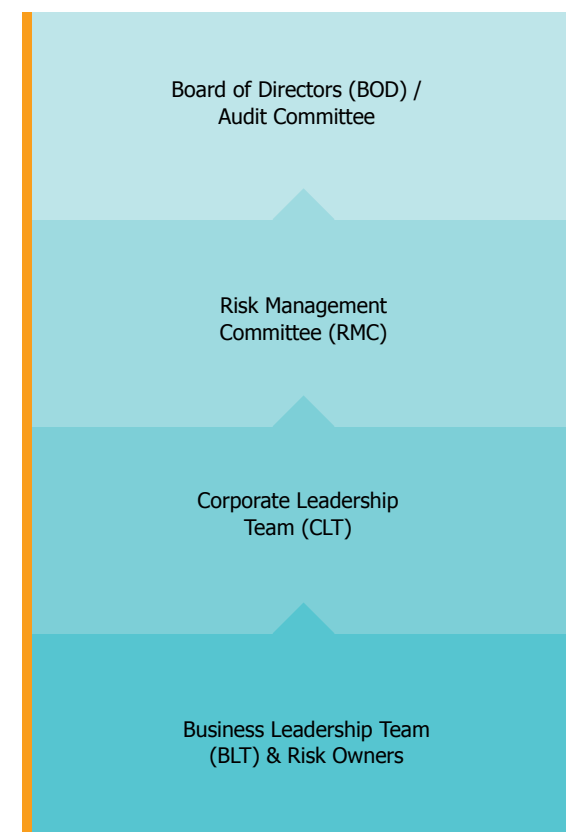 Board of Directors (BOD) /
Audit Committee
Risk Management
Committee (RMC)
Corporate Leadership
Team (CLT)
Business Leadership Team
(BLT) & Risk Owners